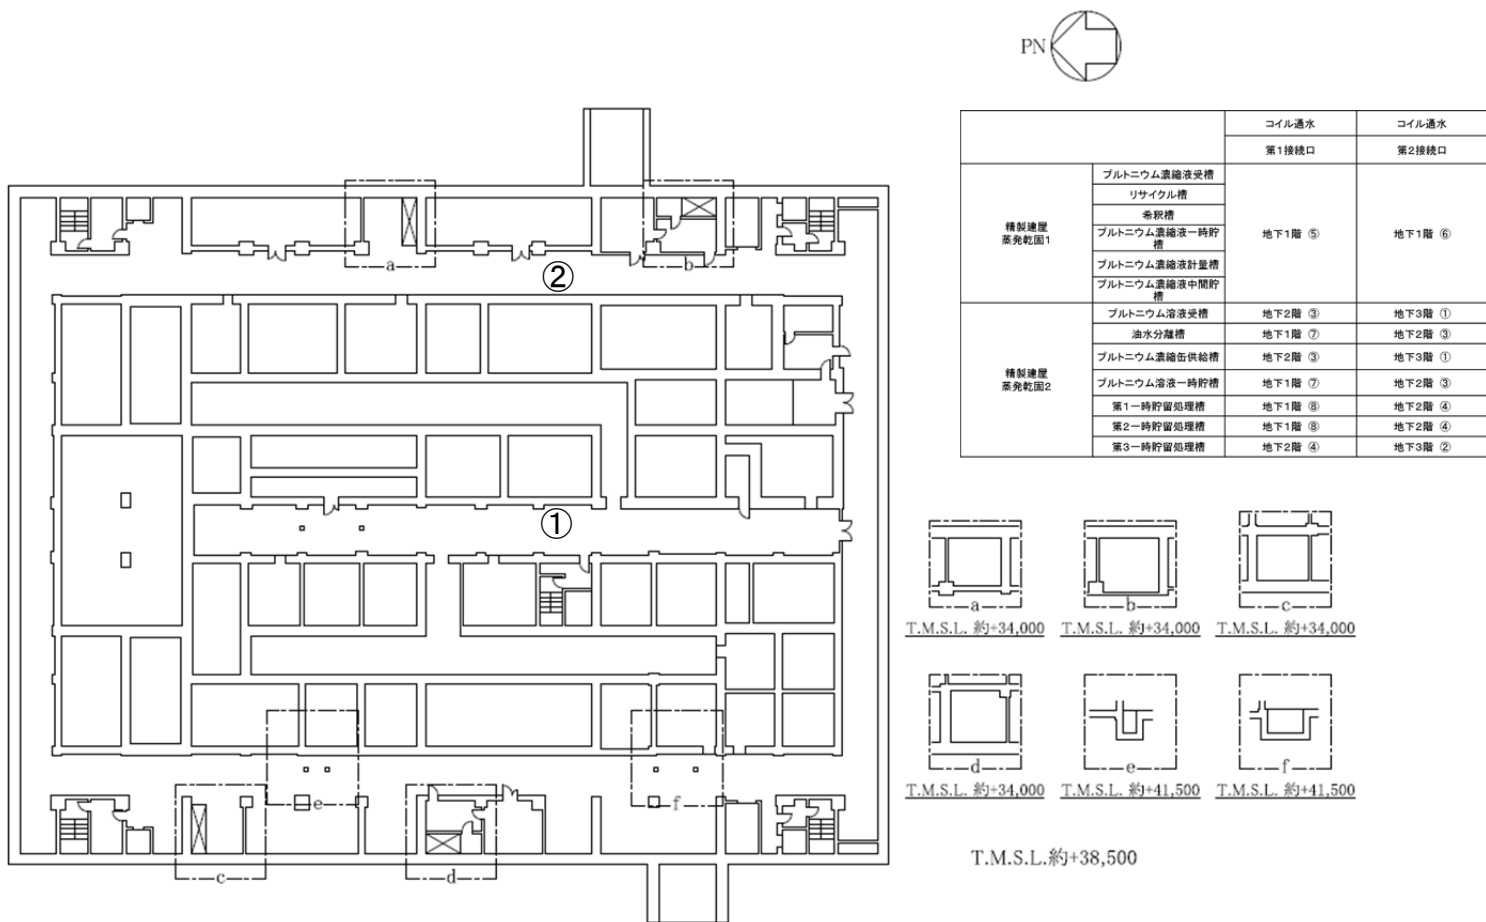 PN
コイル通水
コイル通水
第1接続口
第2接続口
精製建屋
蒸発乾固1
プルトニウム濃縮液受槽
リサイクル槽
希釈槽
プルトニウム濃縮液一時貯
槽
プルトニウム濃縮液計量槽
プルトニウム濃縮液中間貯
槽
地下1階 ⑤
地下1階 ⑥
精製建屋
蒸発乾固2
プルトニウム溶液受槽
地下2階 ③
地下3階 ①
油水分離槽
地下1階 ⑦
地下2階 ③
プルトニウム濃縮缶供給槽
地下2階 ③
地下3階 ①
プルトニウム溶液一時貯槽
地下1階 ⑦
地下2階 ③
第1一時貯留処理槽
地下1階 ⑧
地下2階 ④
第2一時貯留処理槽
地下1階 ⑧
地下2階 ④
第3一時貯留処理槽
地下2階 ④
地下3階 ②
a
b
②
①
e
f
c
d
a
b
c
T.M.S.L. 約+34,000
T.M.S.L. 約+34,000
T.M.S.L. 約+34,000
d
e
f
T.M.S.L. 約+34,000
T.M.S.L. 約+41,500
T.M.S.L. 約+41,500
T.M.S.L.約+38,500